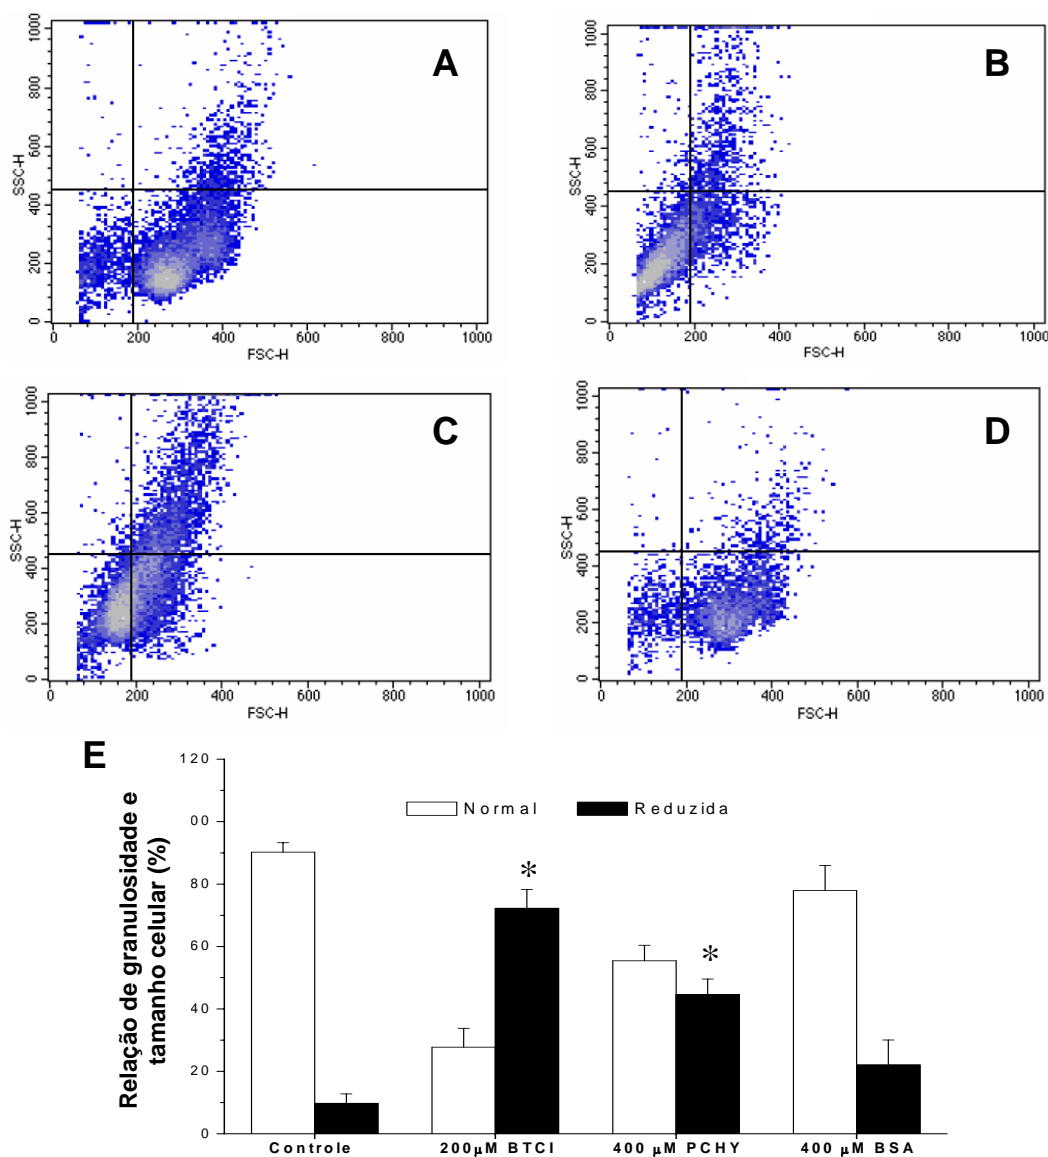 A
1000
800
600
400
200
0
SSC-H
0 200 400 600 800 1000
FSC-H
B
1000
800
600
400
200
0
SSC-H
0 200 400 600 800 1000
FSC-H
C
1000
800
600
400
200
0
SSC-H
0 200 400 600 800 1000
FSC-H
D
1000
800
600
400
200
0
SSC-H
0 200 400 600 800 1000
FSC-H
E
Relação de granulosidade e
tamanho celular (%)
120
00
80
60
40
20
0
Normal Reduzida
*
*
Controle 200µM BTCI 400 µM PCHY 400 µM BSA